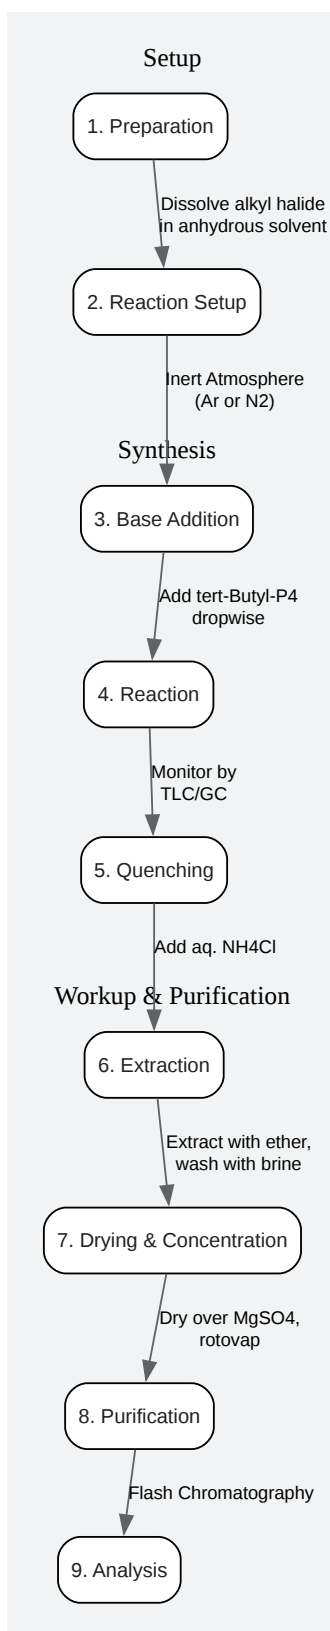 Setup
1. Preparation
Dissolve alkyl halide
in anhydrous solvent
2. Reaction Setup
Inert Atmosphere
(Ar or N2)
Synthesis
3. Base Addition
Add tert-Butyl-P4
dropwise
4. Reaction
Monitor by
TLC/GC
5. Quenching
Add aq. NH4Cl
Workup & Purification
6. Extraction
Extract with ether,
wash with brine
7. Drying & Concentration
Dry over MgSO4,
rotovap
8. Purification
Flash Chromatography
9. Analysis